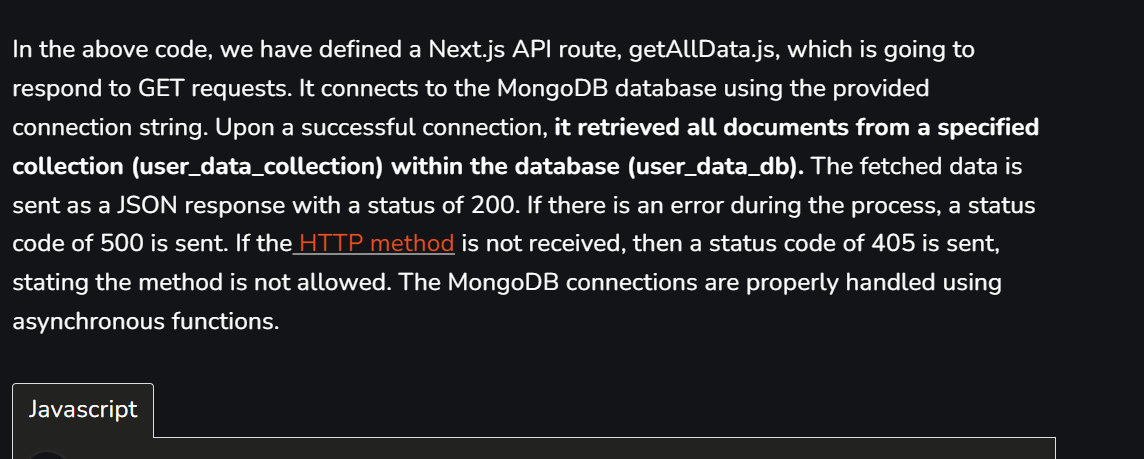 In the above code, we have defined a Next.js API route, getAllData.js, which is going to
respond to GET requests. It connects to the MongoDB database using the provided
connection string. Upon a successful connection, it retrieved all documents from a specified
collection (user_data_collection) within the database (user_data_db). The fetched data is
sent as a JSON response with a status of 200. If there is an error during the process, a status
code of 500 is sent. If the HTTP method is not received, then a status code of 405 is sent,
stating the method is not allowed. The MongoDB connections are properly handled using
asynchronous functions.
Javascript